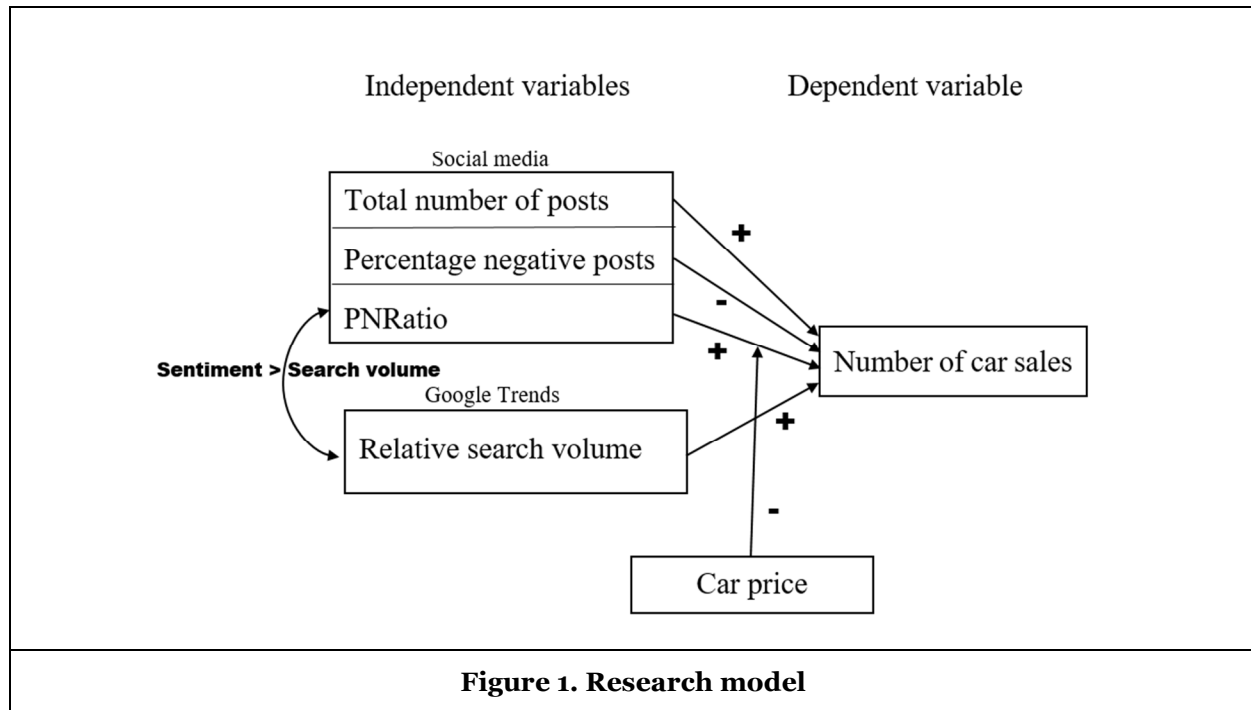 Independent variables
Dependent variable
Social media
Total number of posts
+
Percentage negative posts
-
PNRatio
+
Number of car sales
Sentiment > Search volume
Google Trends
Relative search volume
+
-
Car price
Figure 1. Research model